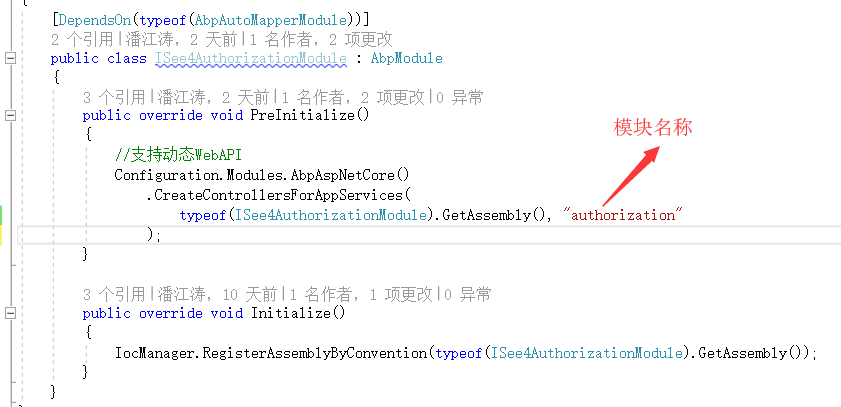 [DependsOn(typeof(AbpAutoMapperModule))]
2 个引用|潘江涛，2 天前|1 名作者，2 项更改
public class ISee4AuthorizationModule : AbpModule
{
3 个引用|潘江涛，2 天前|1 名作者，2 项更改|0 异常
public override void PreInitialize()
{
模块名称
//支持动态WebAPI
Configuration.Modules.AbpAspNetCore()
.CreateControllersForAppServices(
typeof(ISee4AuthorizationModule).GetAssembly(), "authorization"
);
}
3 个引用|潘江涛，10 天前|1 名作者，1 项更改|0 异常
public override void Initialize()
{
IocManager.RegisterAssemblyByConvention(typeof(ISee4AuthorizationModule).GetAssembly());
}
}